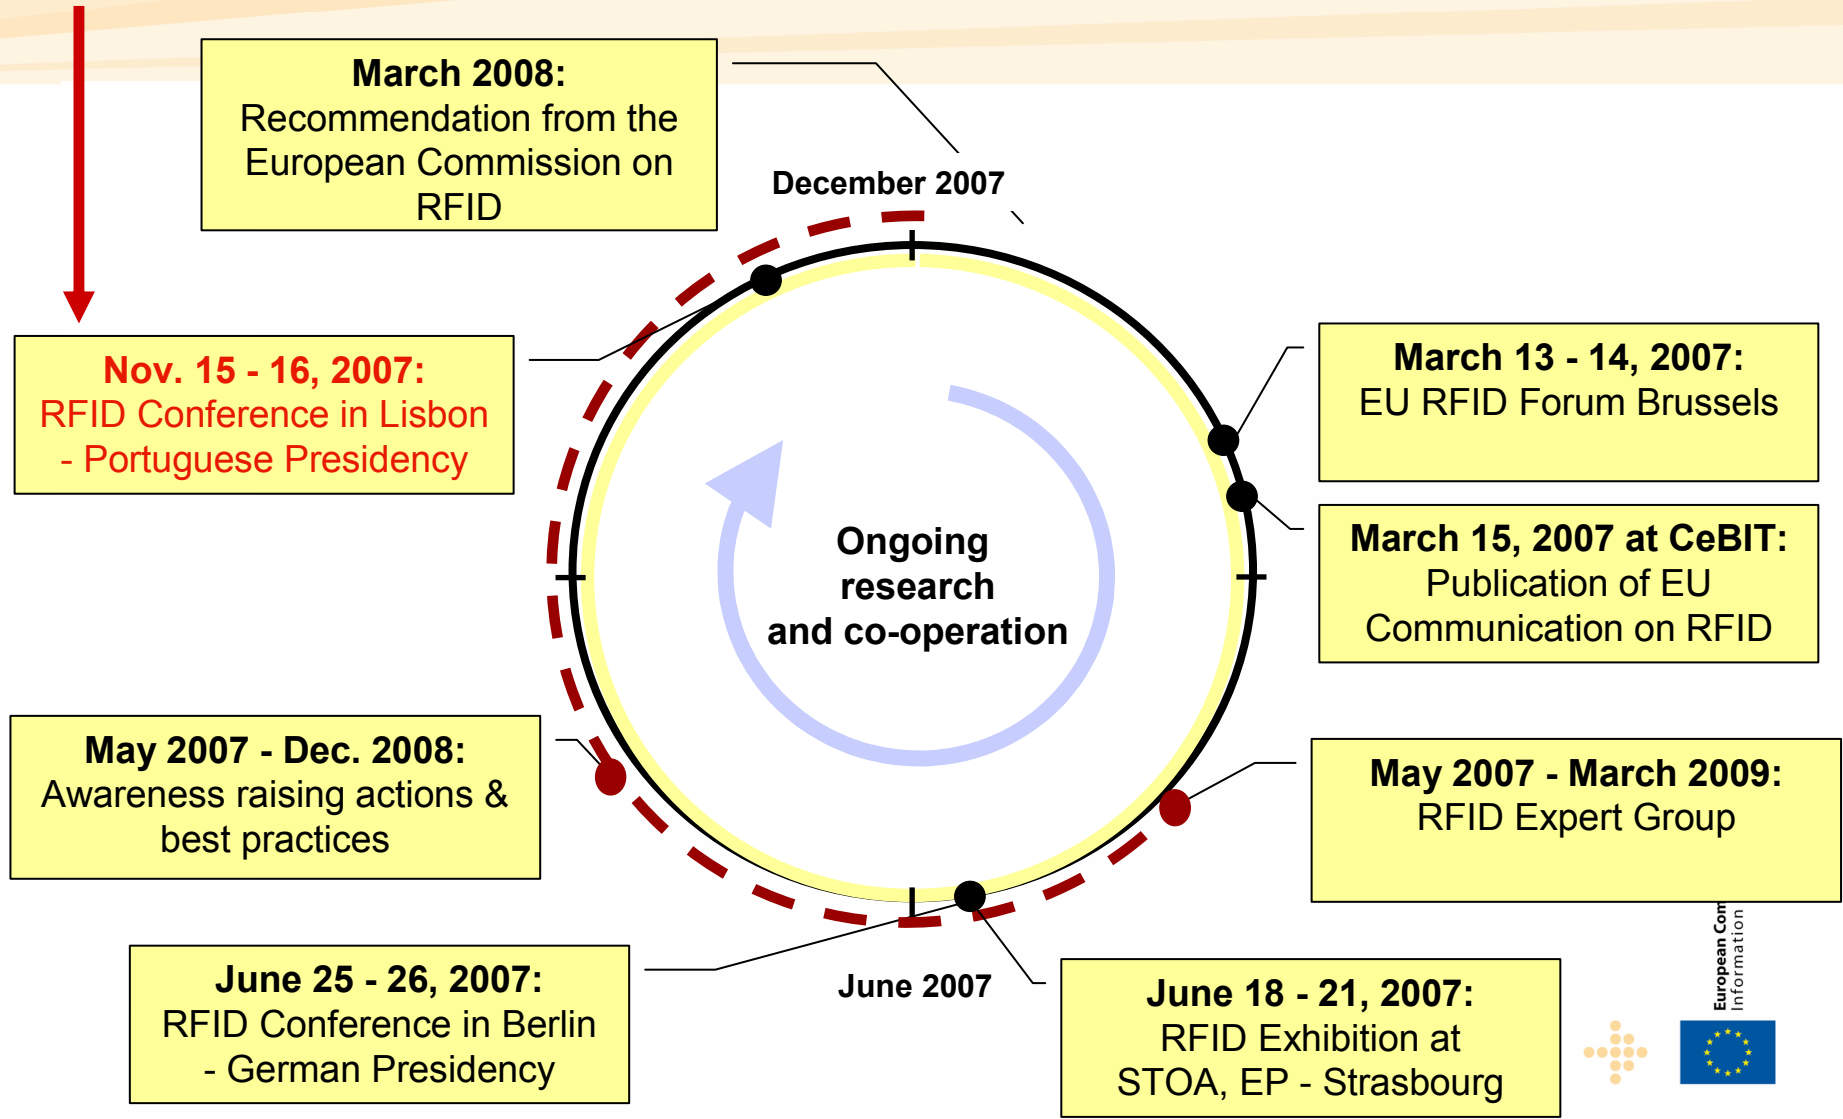 March 2008:
Recommendation from the
European Commission on
RFID
December 2007
Nov. 15 - 16, 2007:
RFID Conference in Lisbon
- Portuguese Presidency
March 13 - 14, 2007:
EU RFID Forum Brussels
March 15, 2007 at CeBIT:
Publication of EU
Communication on RFID
Ongoing
research
and co-operation
May 2007 - Dec. 2008:
Awareness raising actions &
best practices
May 2007 - March 2009:
RFID Expert Group
June 25 - 26, 2007:
RFID Conference in Berlin
- German Presidency
June 2007
June 18 - 21, 2007:
RFID Exhibition at
STOA, EP - Strasbourg
European Com
Information